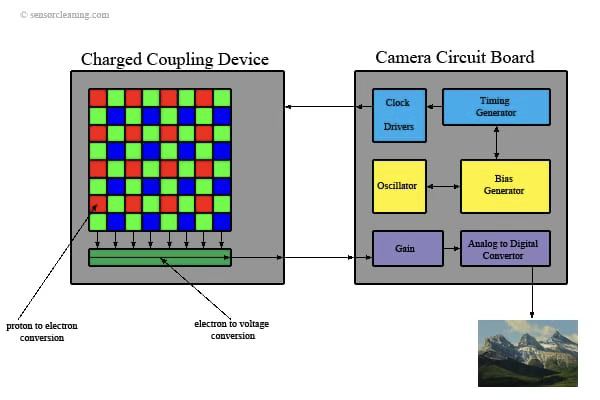 © sensorcleaning.com
Charged Coupling Device
Camera Circuit Board
Clock
Drivers
Timing
Generator
Oscillator
Bias
Generator
Gain
Analog to Digital
Convertor
proton to electron
conversion
electron to voltage
conversion